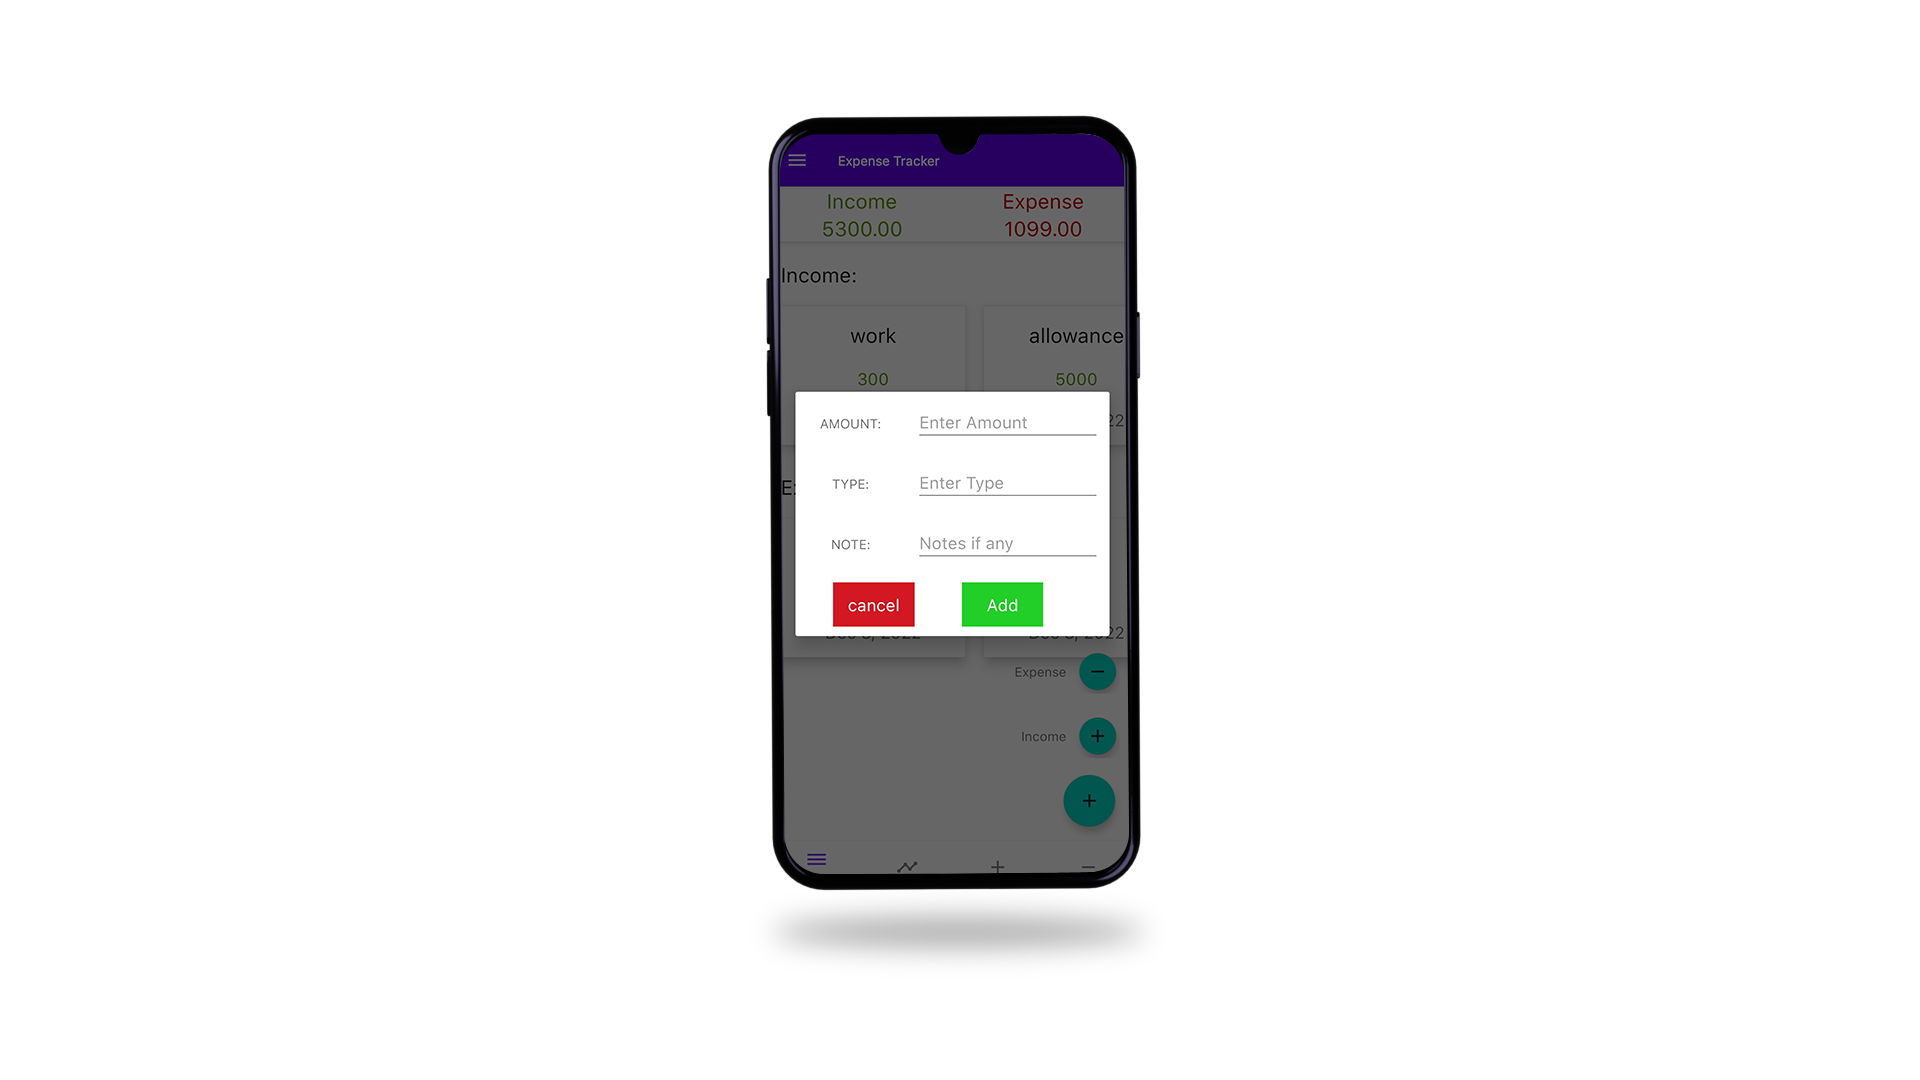 Expense Tracker
Income Expense
5300.00 1099.00
Income:
work allowance
300 5000
22
AMOUNT: Enter Amount
TYPE: Enter Type
NOTE: Notes if any
cancel Add
Expense
Income